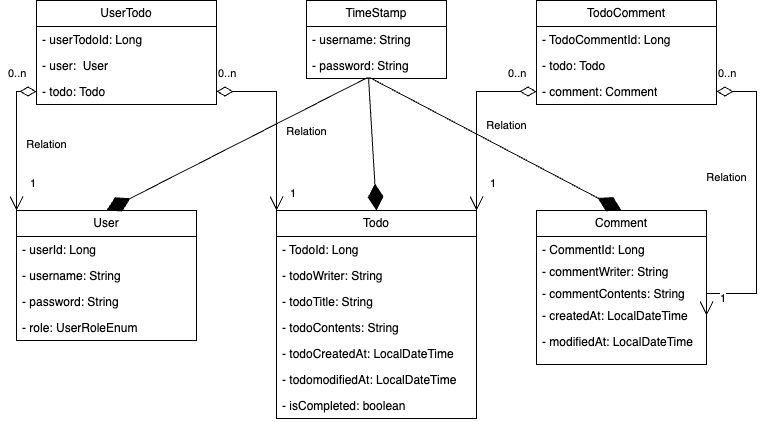 UserTodo
- userTodoId: Long
- user:  User
- todo: Todo
TimeStamp
- username: String
- password: String
TodoComment
- TodoCommentId: Long
- todo: Todo
- comment: Comment
0..n
0..n
0..n
0..n
Relation
Relation
Relation
Relation
1
1
1
1
User
- userId: Long
- username: String
- password: String
- role: UserRoleEnum
Todo
- TodoId: Long
- todoWriter: String
- todoTitle: String
- todoContents: String
- todoCreatedAt: LocalDateTime
- todomodifiedAt: LocalDateTime
- isCompleted: boolean
Comment
- CommentId: Long
- commentWriter: String
- commentContents: String
- createdAt: LocalDateTime
- modifiedAt: LocalDateTime